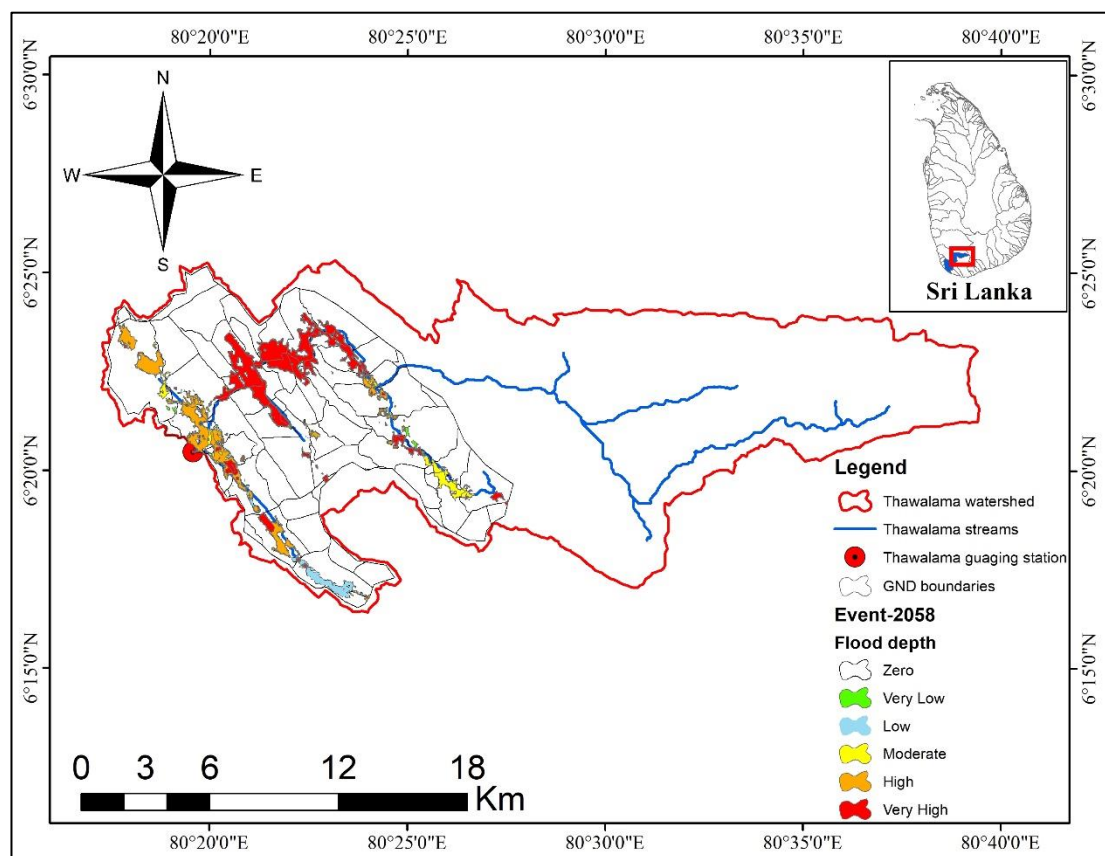 80°20'0"E 80°25'0"E 80°30'0"E 80°35'0"E 80°40'0"E
6°30'0"N 6°30'0"N
N
W E
S
Sri Lanka
6°25'0"N 6°25'0"N
6°20'0"N 6°20'0"N
Legend
Thawalama watershed
Thawalama streams
Thawalama guaging station
GND boundaries
Event-2058
Flood depth
Zero
Very Low
Low
Moderate
High
Very High
6°15'0"N 6°15'0"N
0 3 6 12 18
Km
80°20'0"E 80°25'0"E 80°30'0"E 80°35'0"E 80°40'0"E